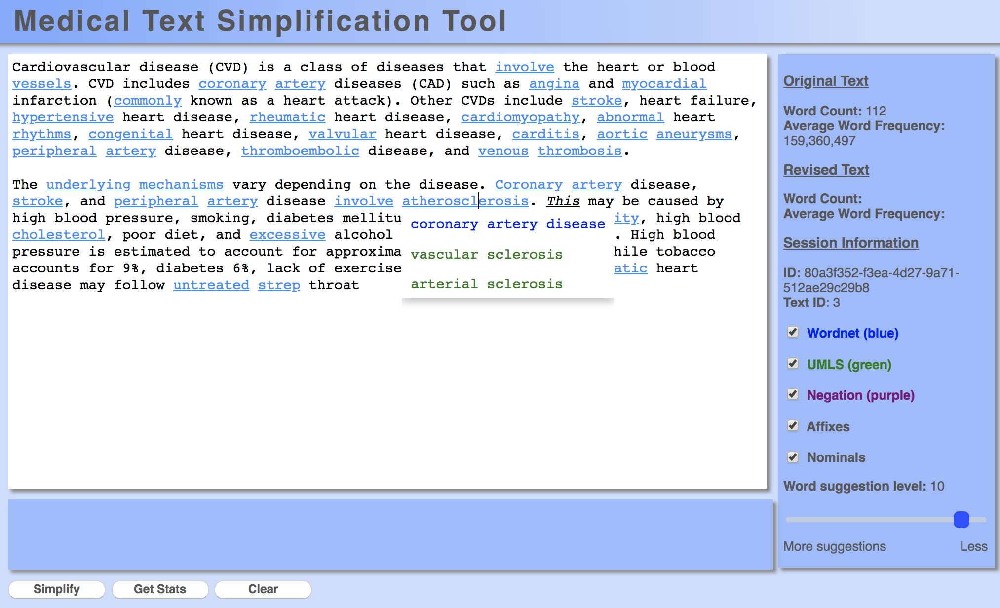 Medical Text Simplification Tool
Cardiovascular disease (CVD) is a class of diseases that involve the heart or blood
vessels. CVD includes coronary artery diseases (CAD) such as angina and myocardial
infarction (commonly known as a heart attack). Other CVDs include stroke, heart failure,
hypertensive heart disease, rheumatic heart disease, cardiomyopathy, abnormal heart
rhythms, congenital heart disease, valvular heart disease, carditis, aortic aneurysms,
peripheral artery disease, thromboembolic disease, and venous thrombosis.
The underlying mechanisms vary depending on the disease. Coronary artery disease,
stroke, and peripheral artery disease involve atherosclerosis. This may be caused by
high blood pressure, smoking, diabetes mellitu ity, high blood
cholesterol, poor diet, and excessive alcohol . High blood
pressure is estimated to account for approxima hile tobacco
accounts for 9%, diabetes 6%, lack of exercise atic heart
disease may follow untreated strep throat
coronary artery disease
vascular sclerosis
arterial sclerosis
Original Text
Word Count: 112
Average Word Frequency:
159,360,497
Revised Text
Word Count:
Average Word Frequency:
Session Information
ID: 80a3f352-f3ea-4d27-9a71-
512ae29c29b8
Text ID: 3
Wordnet (blue)
UMLS (green)
Negation (purple)
Affixes
Nominals
Word suggestion level: 10
More suggestions Less
Simplify Get Stats Clear